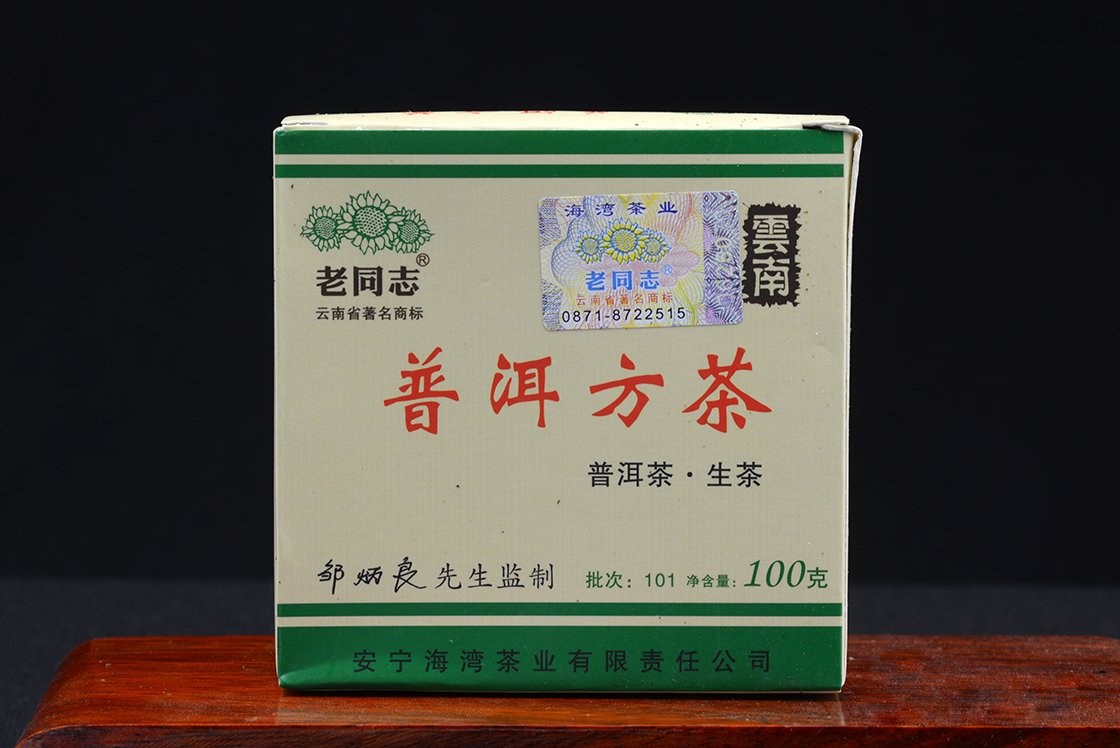 老同志®
云南省著名商标
海湾茶业
老同志®
云南省著名商标
0871-8722515
雲南
普洱方茶
普洱茶·生茶
邹炳良先生监制
批次：101 净含量：100克
安宁海湾茶业有限责任公司